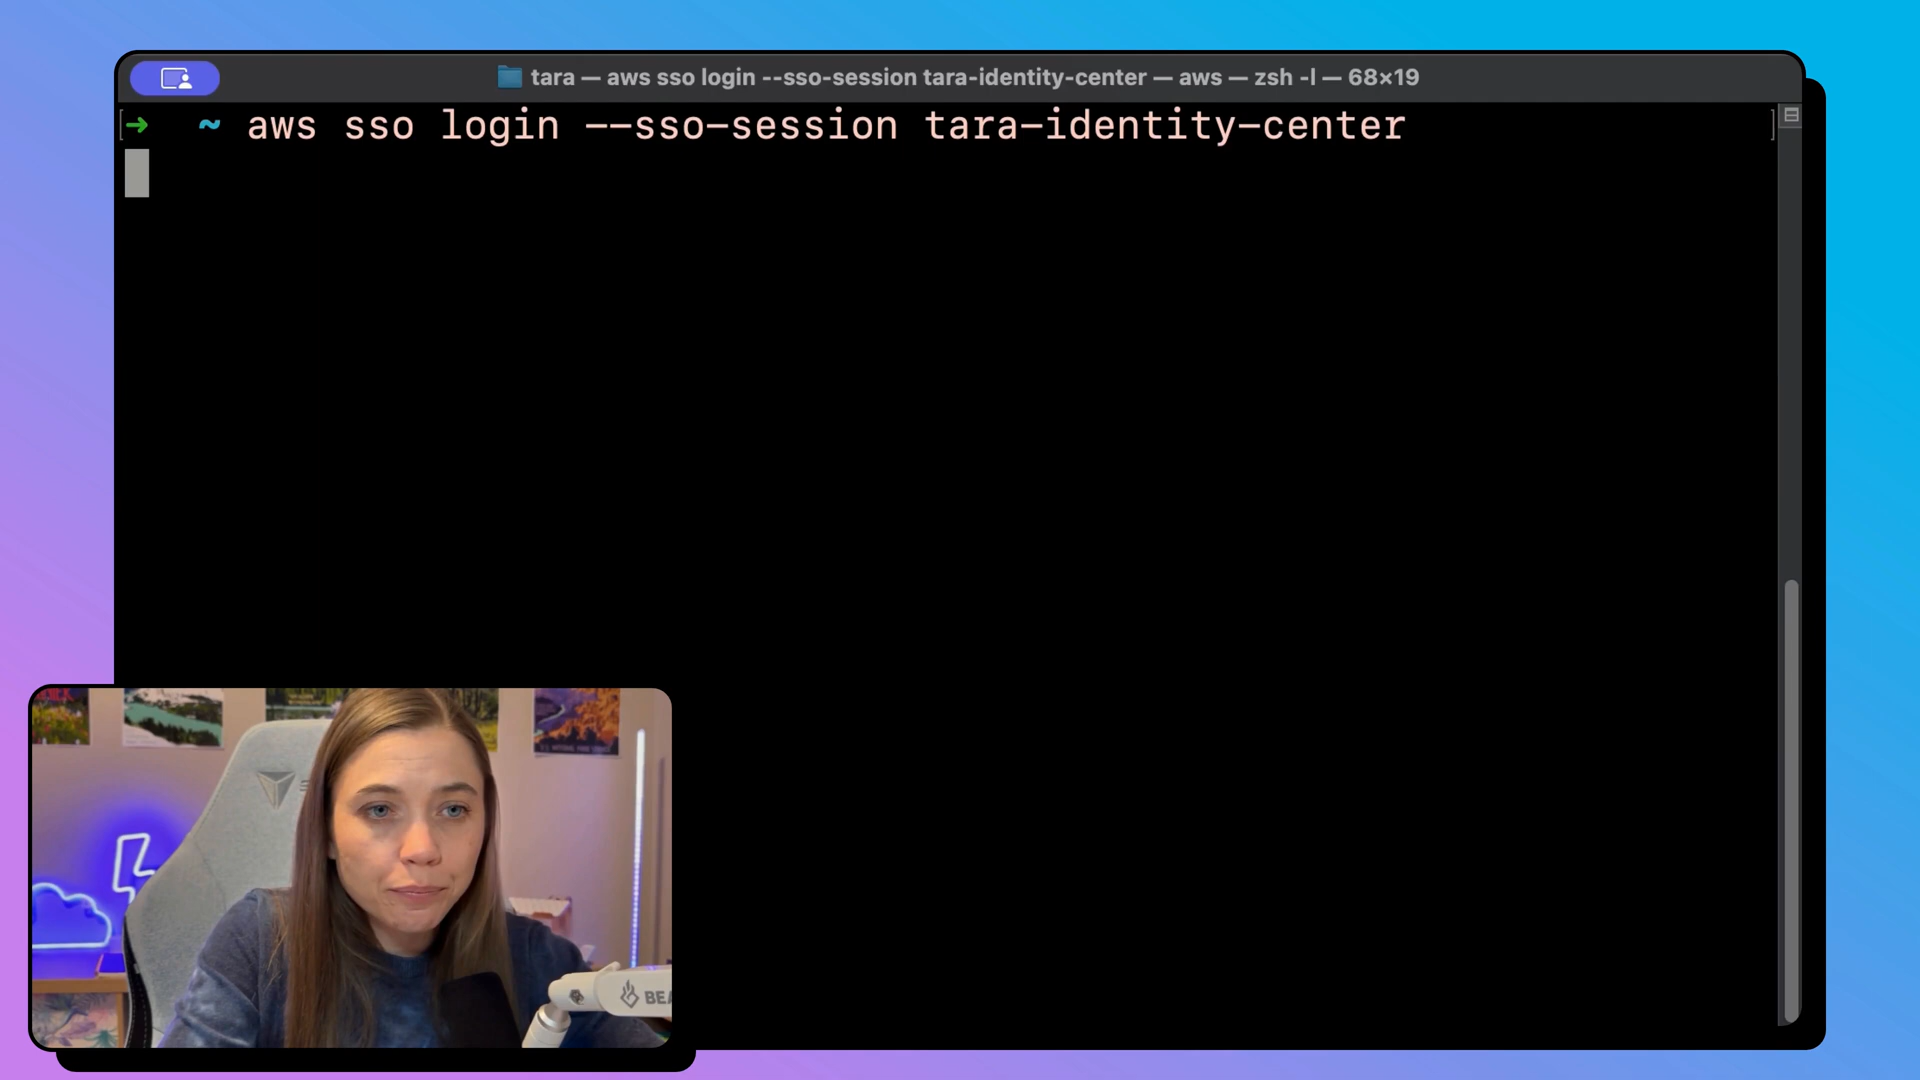 tara — aws sso login --sso-session tara-identity-center — aws — zsh -l — 68×19
[➜ ~ aws sso login --sso-session tara-identity-center ]
BEA